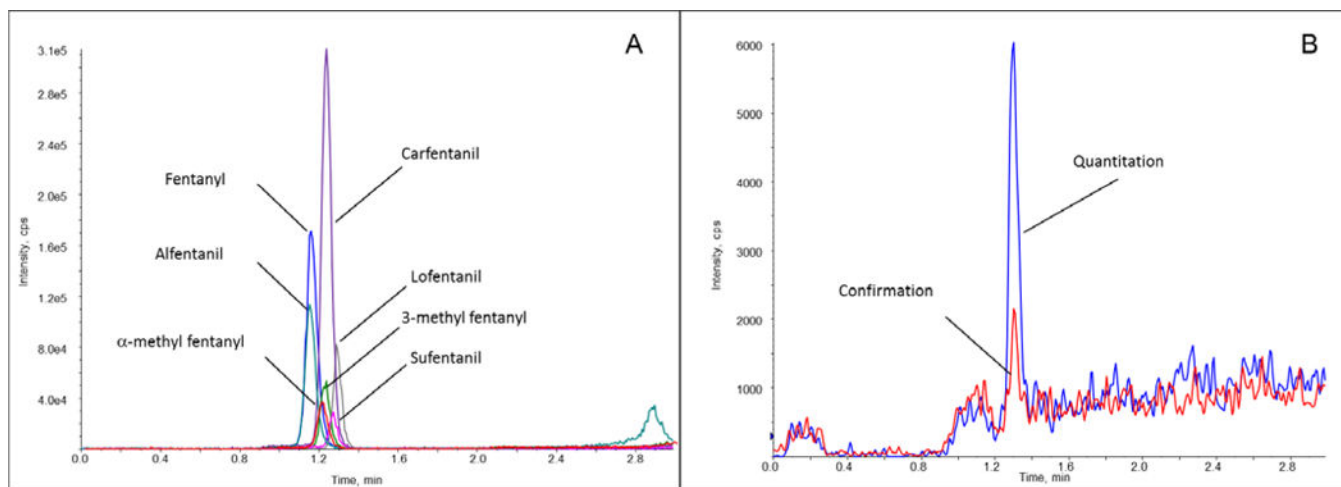 A
3.1e5
2.8e5
2.4e5
2.0e5
1.6e5
1.2e5
8.0e4
4.0e4
Intensity, cps
Carfentanil
Fentanyl
Alfentanil
Lofentanil
3-methyl fentanyl
α-methyl fentanyl
Sufentanil
0.0 0.4 0.8 1.2 1.6 2.0 2.4 2.8
Time, min
B
6000
5000
4000
3000
2000
1000
0
Intensity, cps
Quantitation
Confirmation
0.0 0.4 0.8 1.2 1.6 2.0 2.4 2.8
Time, min